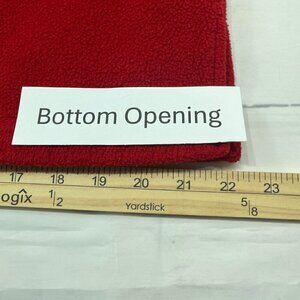 Bottom Opening
17 18 19 20 21 22 23
ogix 1/2 Yardstick 5/8